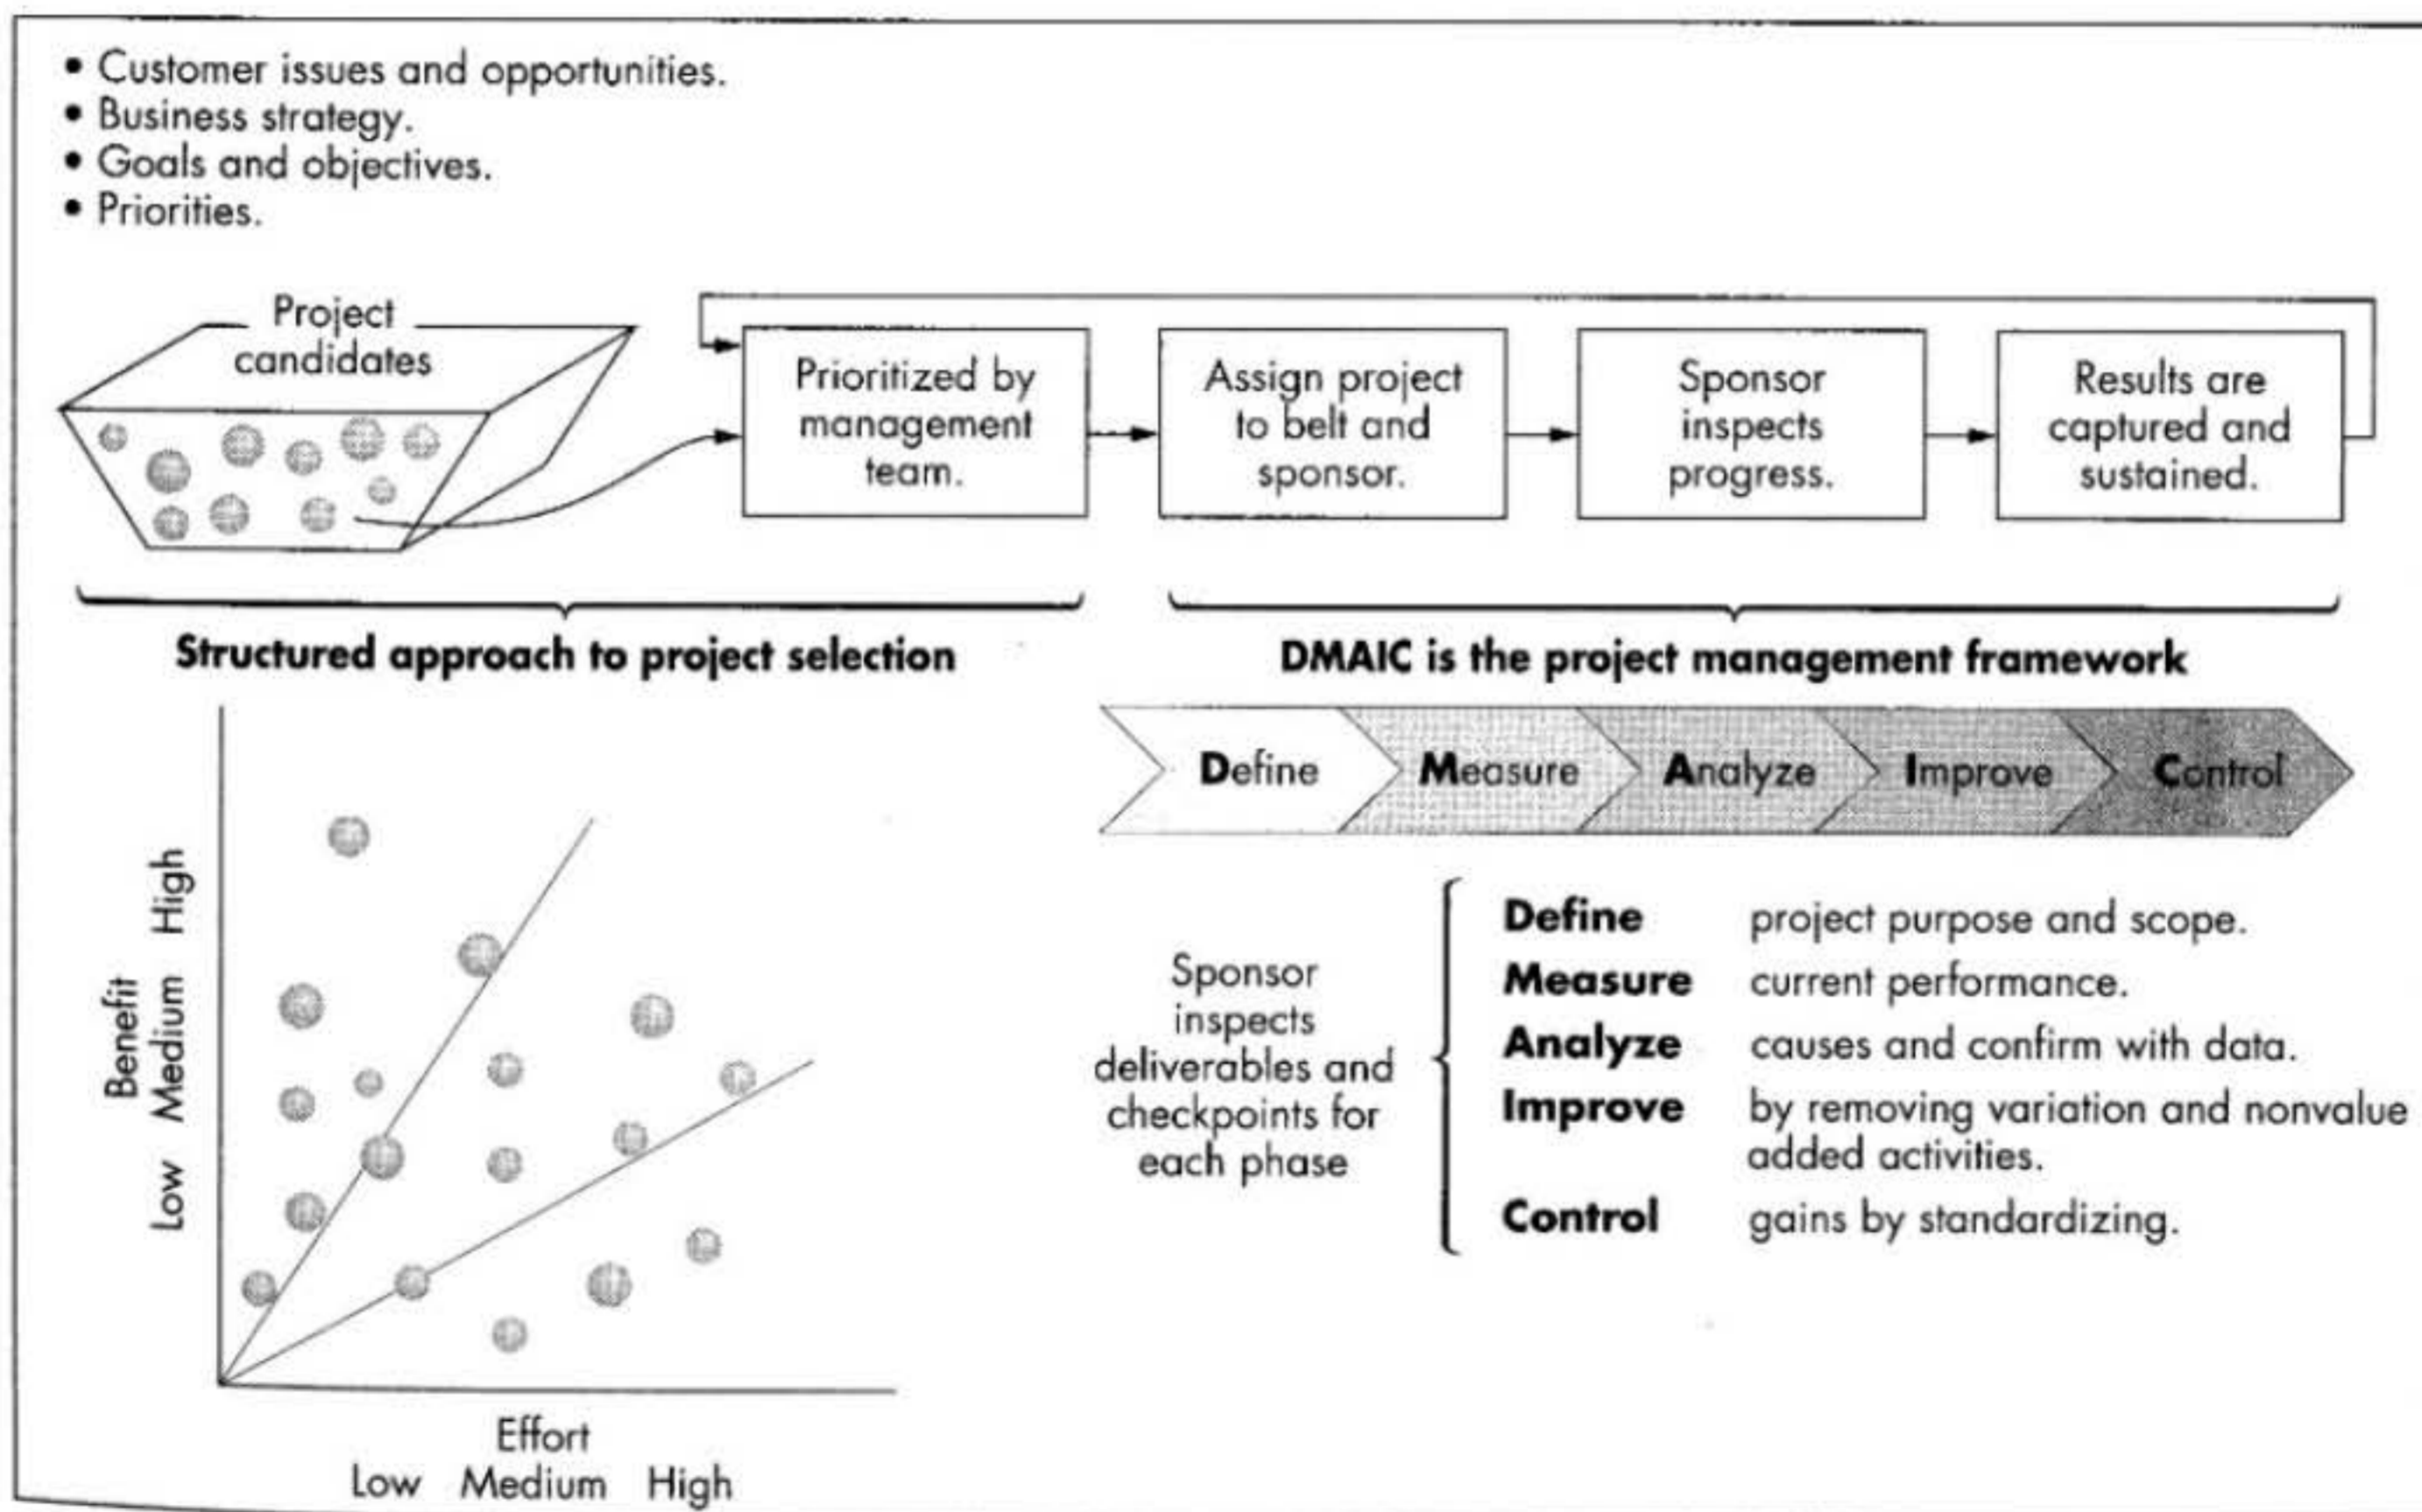 • Customer issues and opportunities.
• Business strategy.
• Goals and objectives.
• Priorities.
Project
candidates
Prioritized by
management
team.
Assign project
to belt and
sponsor.
Sponsor
inspects
progress.
Results are
captured and
sustained.
Structured approach to project selection
DMAIC is the project management framework
Benefit
Low Medium High
Effort
Low Medium High
Define
Measure
Analyze
Improve
Control
Sponsor
inspects
deliverables and
checkpoints for
each phase
Define project purpose and scope.
Measure current performance.
Analyze causes and confirm with data.
Improve by removing variation and nonvalue
added activities.
Control gains by standardizing.